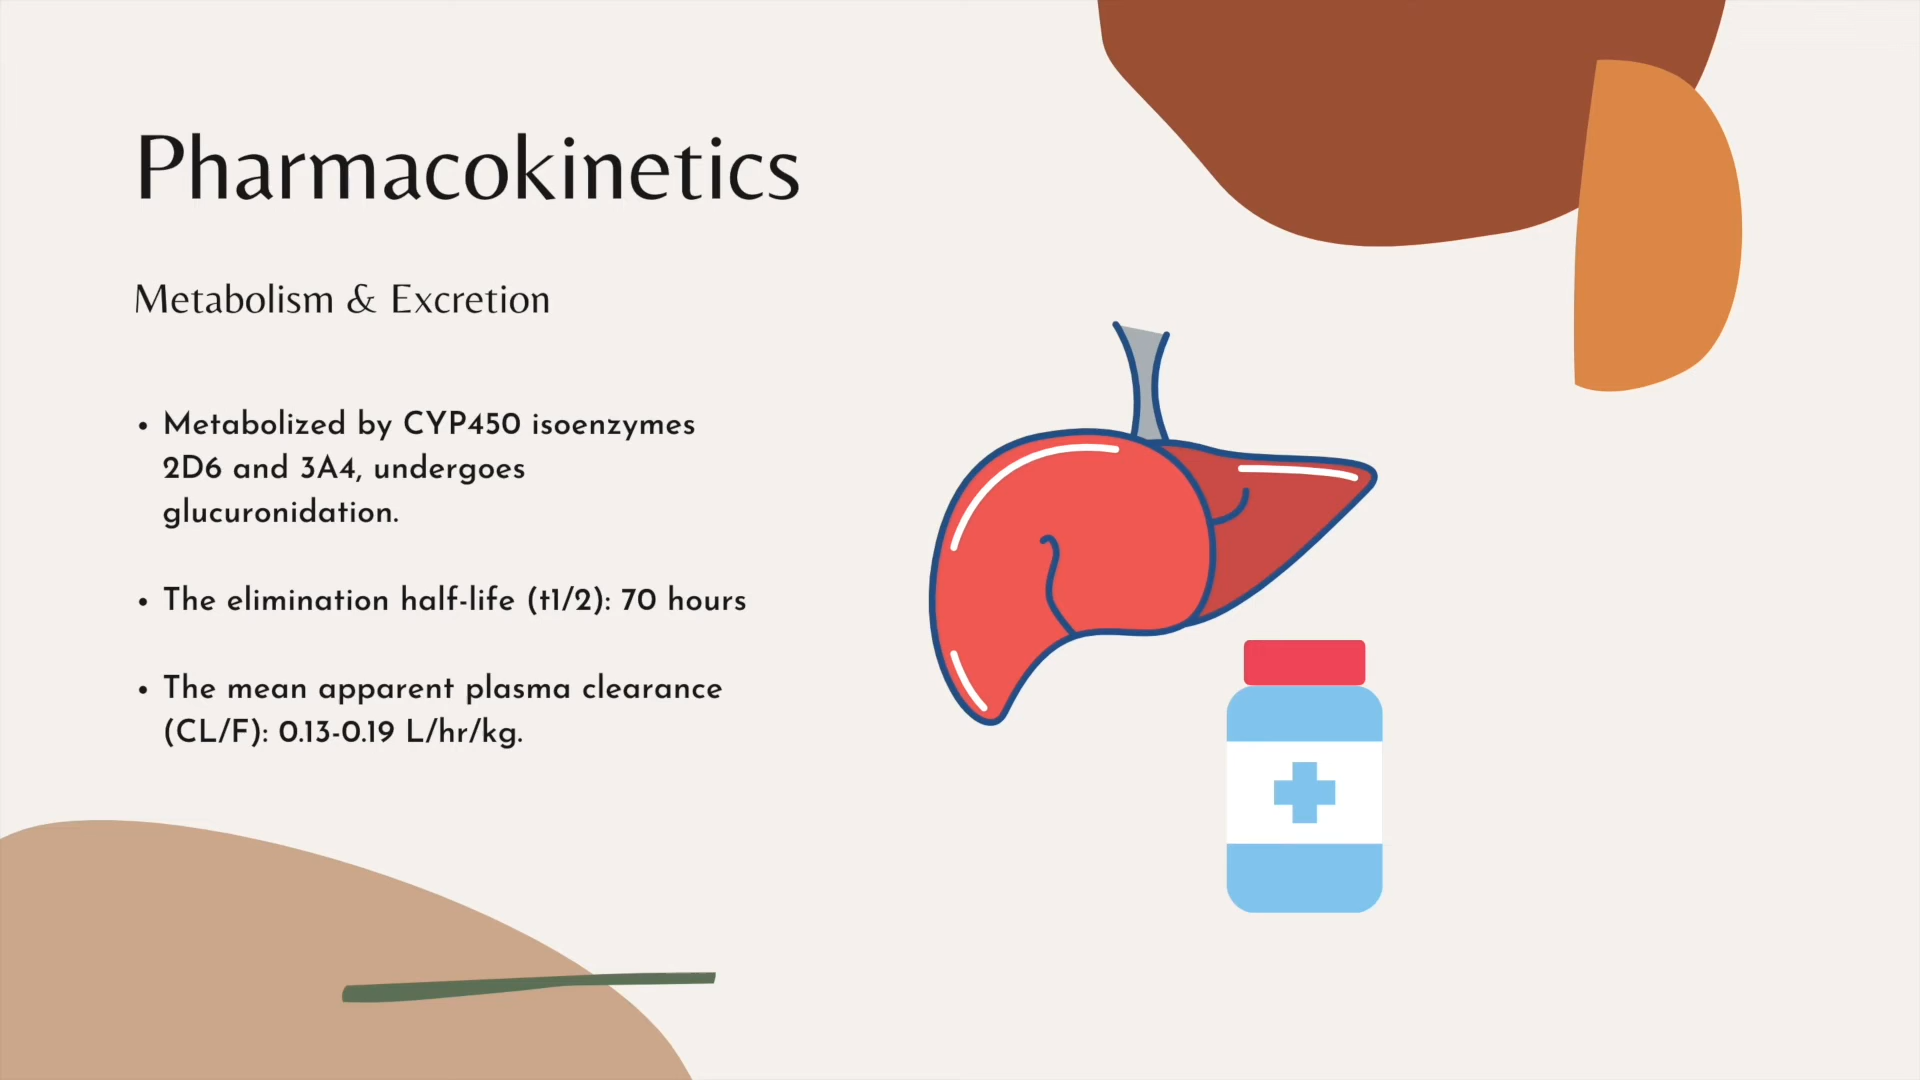 Pharmacokinetics
Metabolism & Excretion
• Metabolized by CYP450 isoenzymes
2D6 and 3A4, undergoes
glucuronidation.
• The elimination half-life (t1/2): 70 hours
• The mean apparent plasma clearance
(CL/F): 0.13-0.19 L/hr/kg.